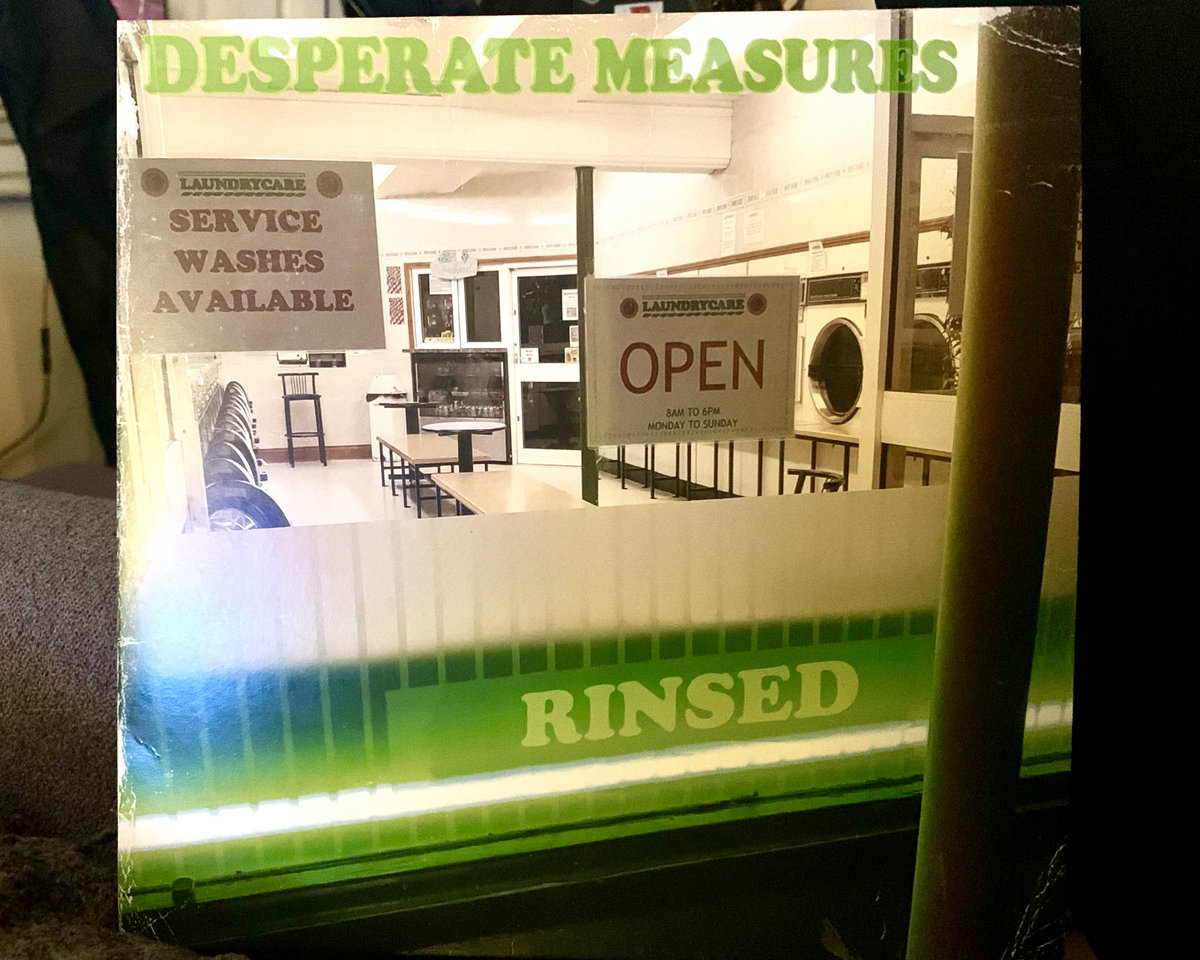 DESPERATE MEASURES
LAUNDRYCARE
SERVICE
WASHES
AVAILABLE
LAUNDRYCARE
OPEN
8AM TO 6PM
MONDAY TO SUNDAY
RINSED